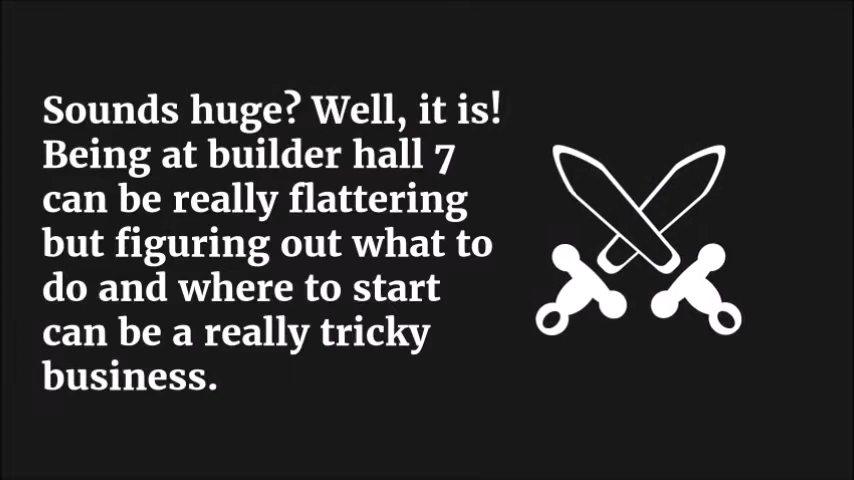 Sounds huge? Well, it is!
Being at builder hall 7
can be really flattering
but figuring out what to
do and where to start
can be a really tricky
business.